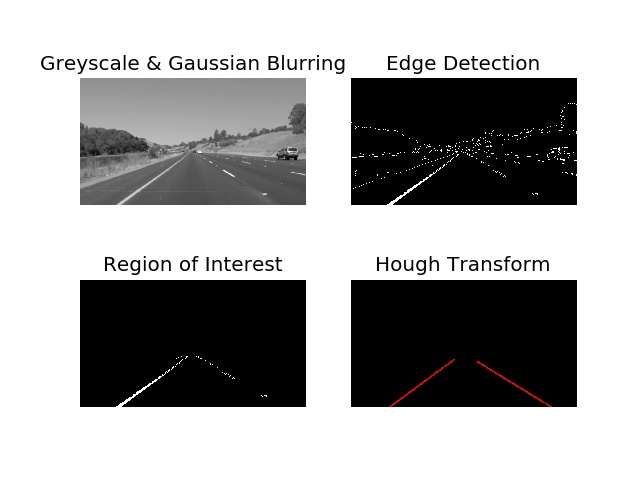 Greyscale & Gaussian Blurring
Edge Detection
Region of Interest
Hough Transform